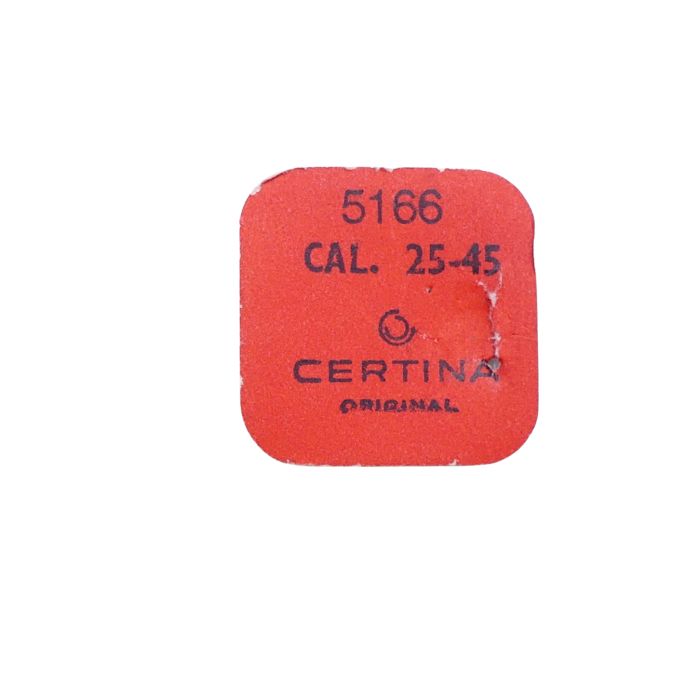 5166
CAL. 25-45
CERTINA
ORIGINAL